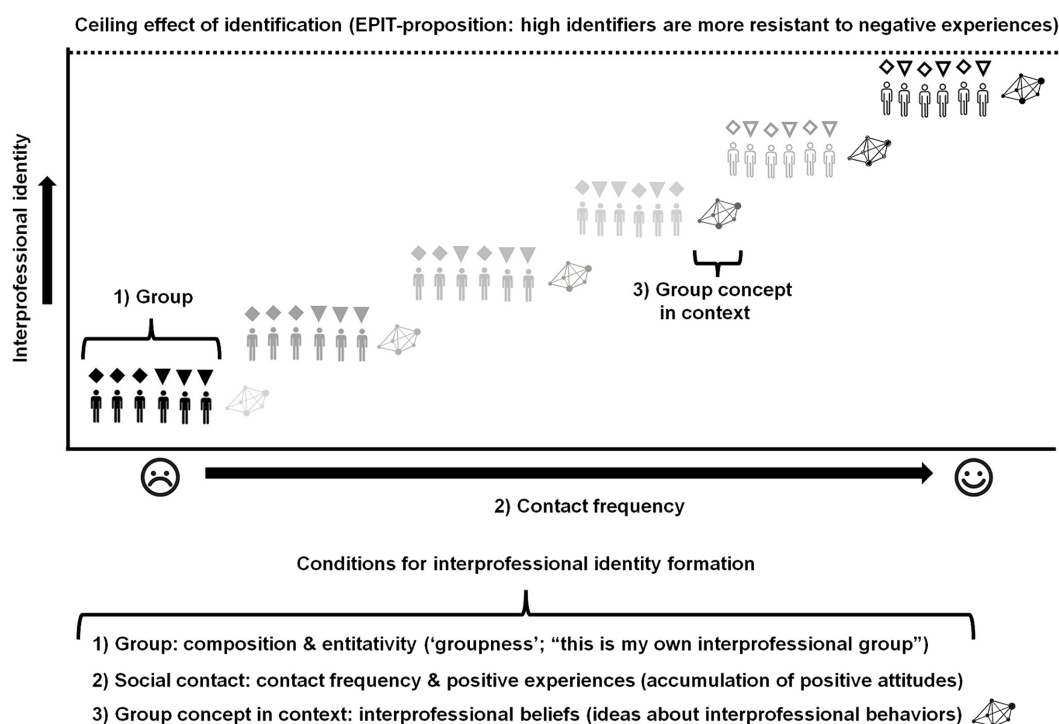 Ceiling effect of identification (EPIT-proposition: high identifiers are more resistant to negative experiences)
Interprofessional identity
1) Group
3) Group concept
in context
2) Contact frequency
Conditions for interprofessional identity formation
1) Group: composition & entitativity (‘groupness’; “this is my own interprofessional group”)
2) Social contact: contact frequency & positive experiences (accumulation of positive attitudes)
3) Group concept in context: interprofessional beliefs (ideas about interprofessional behaviors)